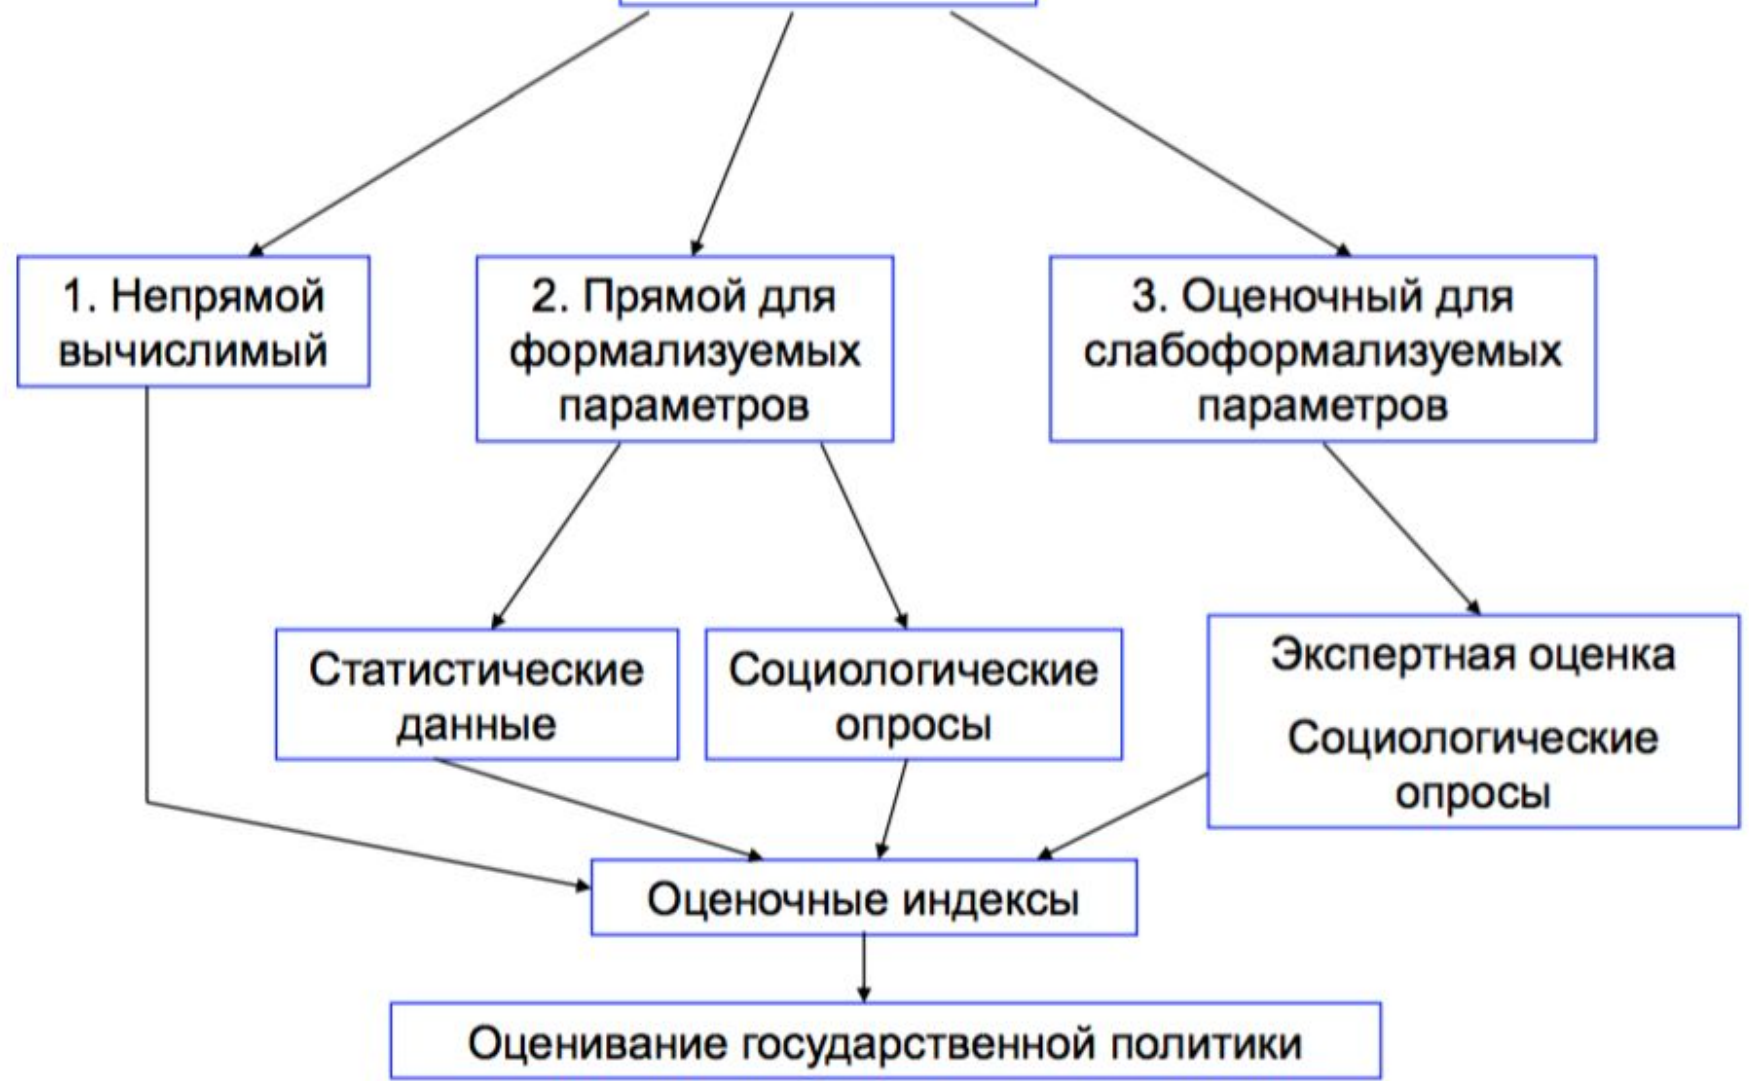 1. Непрямой
вычислимый
2. Прямой для
формализуемых
параметров
3. Оценочный для
слабоформализуемых
параметров
Статистические
данные
Социологические
опросы
Экспертная оценка
Социологические
опросы
Оценочные индексы
Оценивание государственной политики